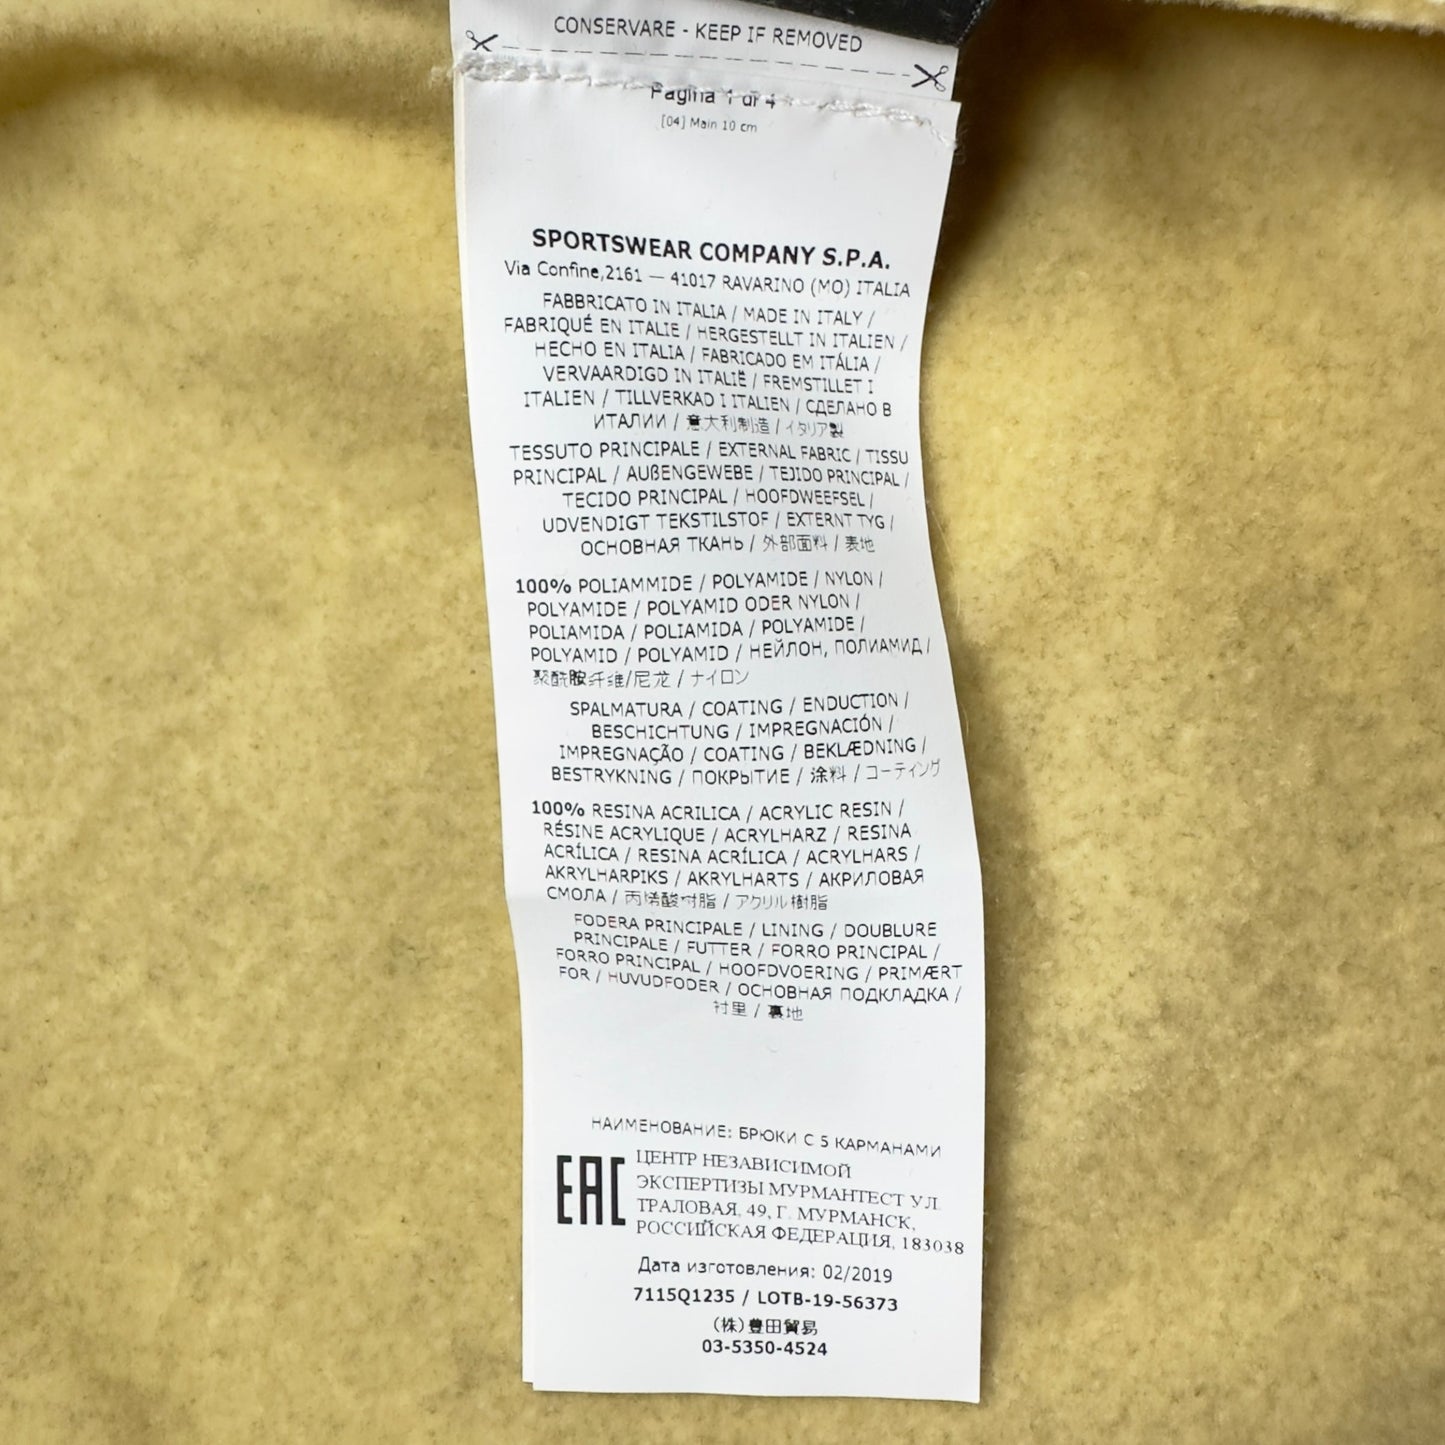 CONSERVARE - KEEP IF REMOVED
Pagina 1 di 4
[04] Main 10 cm
SPORTSWEAR COMPANY S.P.A.
Via Confine,2161 — 41017 RAVARINO (MO) ITALIA
FABBRICATO IN ITALIA / MADE IN ITALY /
FABRIQUÉ EN ITALIE / HERGESTELLT IN ITALIEN /
HECHO EN ITALIA / FABRICADO EM ITÁLIA /
VERVAARDIGD IN ITALIË / FREMSTILLET I
ITALIEN / TILLVERKAD I ITALIEN / СДЕЛАНО В
ИТАЛИИ / 意大利制造 / イタリア製
TESSUTO PRINCIPALE / EXTERNAL FABRIC / TISSU
PRINCIPAL / AUßENGEWEBE / TEJIDO PRINCIPAL /
TECIDO PRINCIPAL / HOOFDWEEFSEL /
UDVENDIGT TEKSTILSTOF / EXTERNT TYG /
ОСНОВНАЯ ТКАНЬ / 外部面料 / 表地
100% POLIAMMIDE / POLYAMIDE / NYLON /
POLYAMIDE / POLYAMID ODER NYLON /
POLIAMIDA / POLIAMIDA / POLYAMIDE /
POLYAMID / POLYAMID / НЕЙЛОН, ПОЛИАМИД /
聚酰胺纤维/尼龙 / ナイロン
SPALMATURA / COATING / ENDUCTION /
BESCHICHTUNG / IMPREGNACIÓN /
IMPREGNAÇÃO / COATING / BEKLÆDNING /
BESTRYKNING / ПОКРЫТИЕ / 涂料 / コーティング
100% RESINA ACRILICA / ACRYLIC RESIN /
RÉSINE ACRYLIQUE / ACRYLHARZ / RESINA
ACRÍLICA / RESINA ACRÍLICA / ACRYLHARS /
AKRYLHARPIKS / AKRYLHARTS / АКРИЛОВАЯ
СМОЛА / 丙烯酸树脂 / アクリル樹脂
FODERA PRINCIPALE / LINING / DOUBLURE
PRINCIPALE / FUTTER / FORRO PRINCIPAL /
FORRO PRINCIPAL / HOOFDVOERING / PRIMÆRT
FOR / HUVUDFODER / ОСНОВНАЯ ПОДКЛАДКА /
衬里 / 裏地
НАИМЕНОВАНИЕ: БРЮКИ С 5 КАРМАНАМИ
EAC
ЦЕНТР НЕЗАВИСИМОЙ
ЭКСПЕРТИЗЫ МУРМАНТЕСТ УЛ.
ТРАЛОВАЯ, 49, Г. МУРМАНСК,
РОССИЙСКАЯ ФЕДЕРАЦИЯ, 183038
Дата изготовления: 02/2019
7115Q1235 / LOTB-19-56373
(株)豊田貿易
03-5350-4524